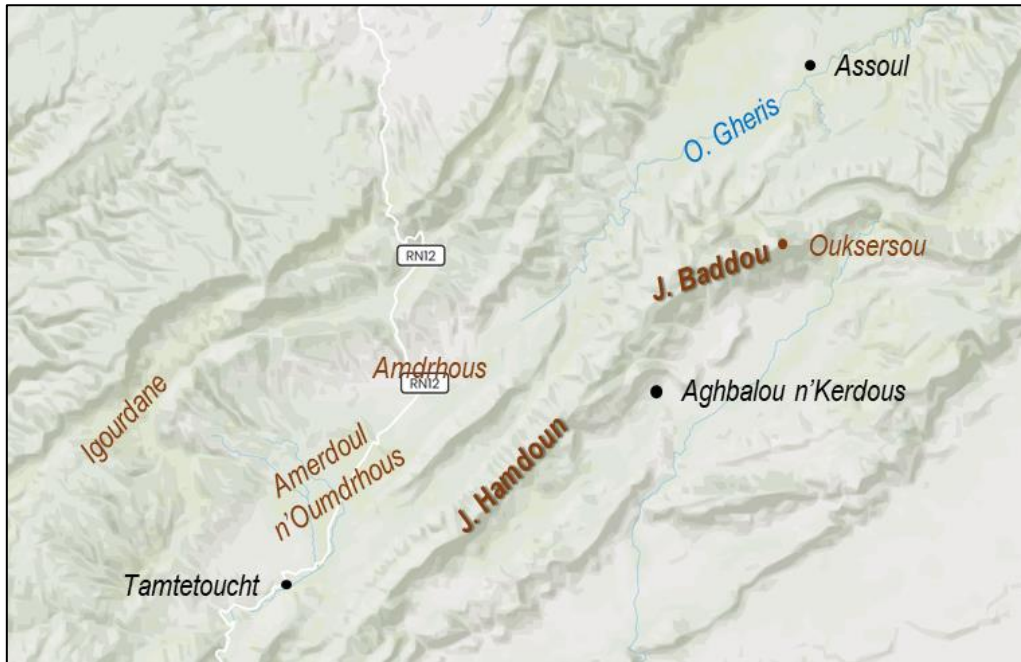 Assoul
O. Gheris
Ouksersou
J. Baddou
RN12
Amdrhous
RN12
Aghbalou n’Kerdous
Igourdane
J. Hamdoun
Amerdoul
n’Oumdrhous
Tamtetoucht